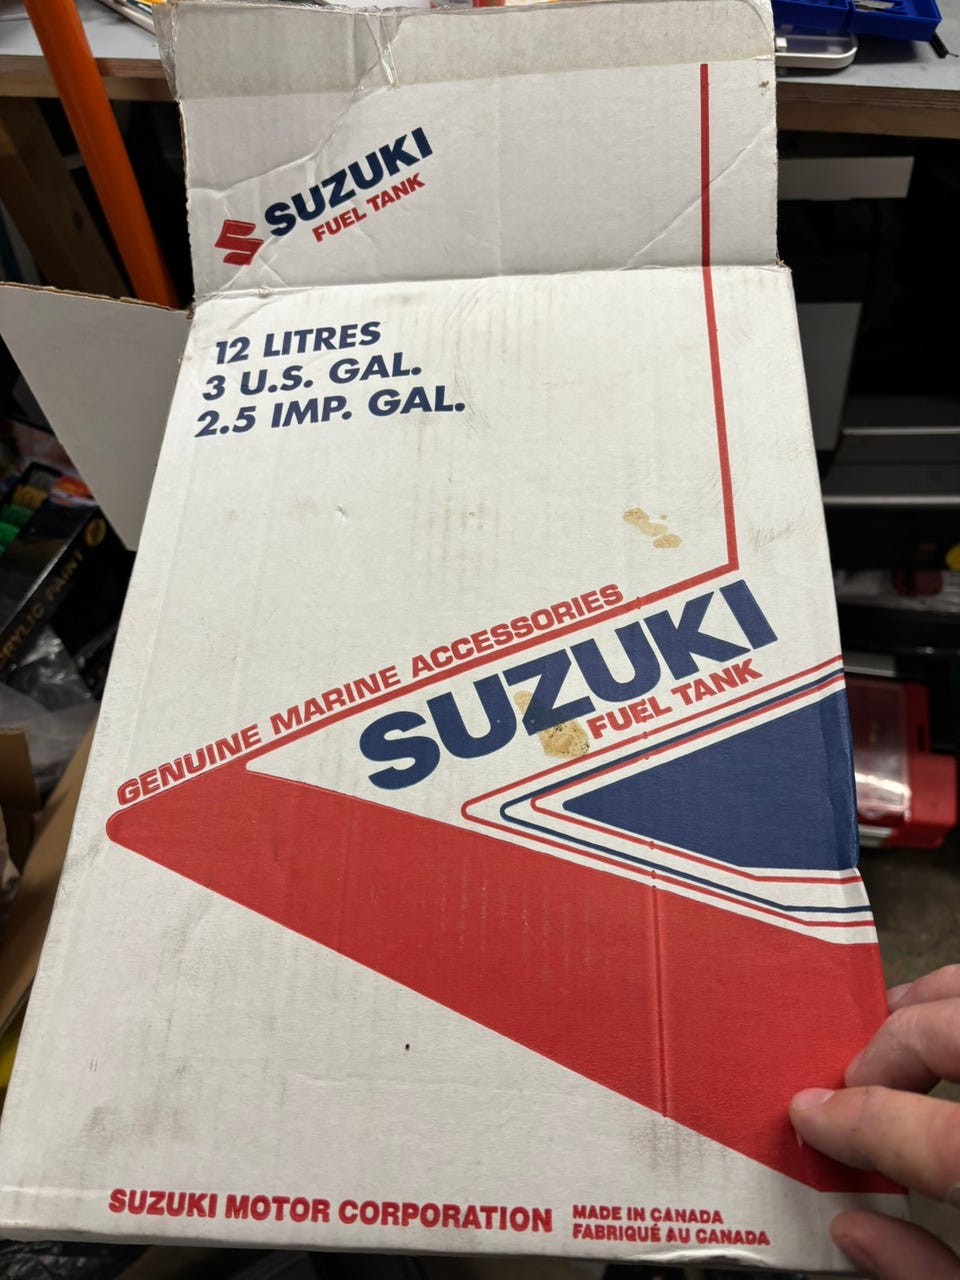 SUZUKI
FUEL TANK
12 LITRES
3 U.S. GAL.
2.5 IMP. GAL.
GENUINE MARINE ACCESSORIES
SUZUKI
FUEL TANK
SUZUKI MOTOR CORPORATION
MADE IN CANADA
FABRIQUÉ AU CANADA
PAINT